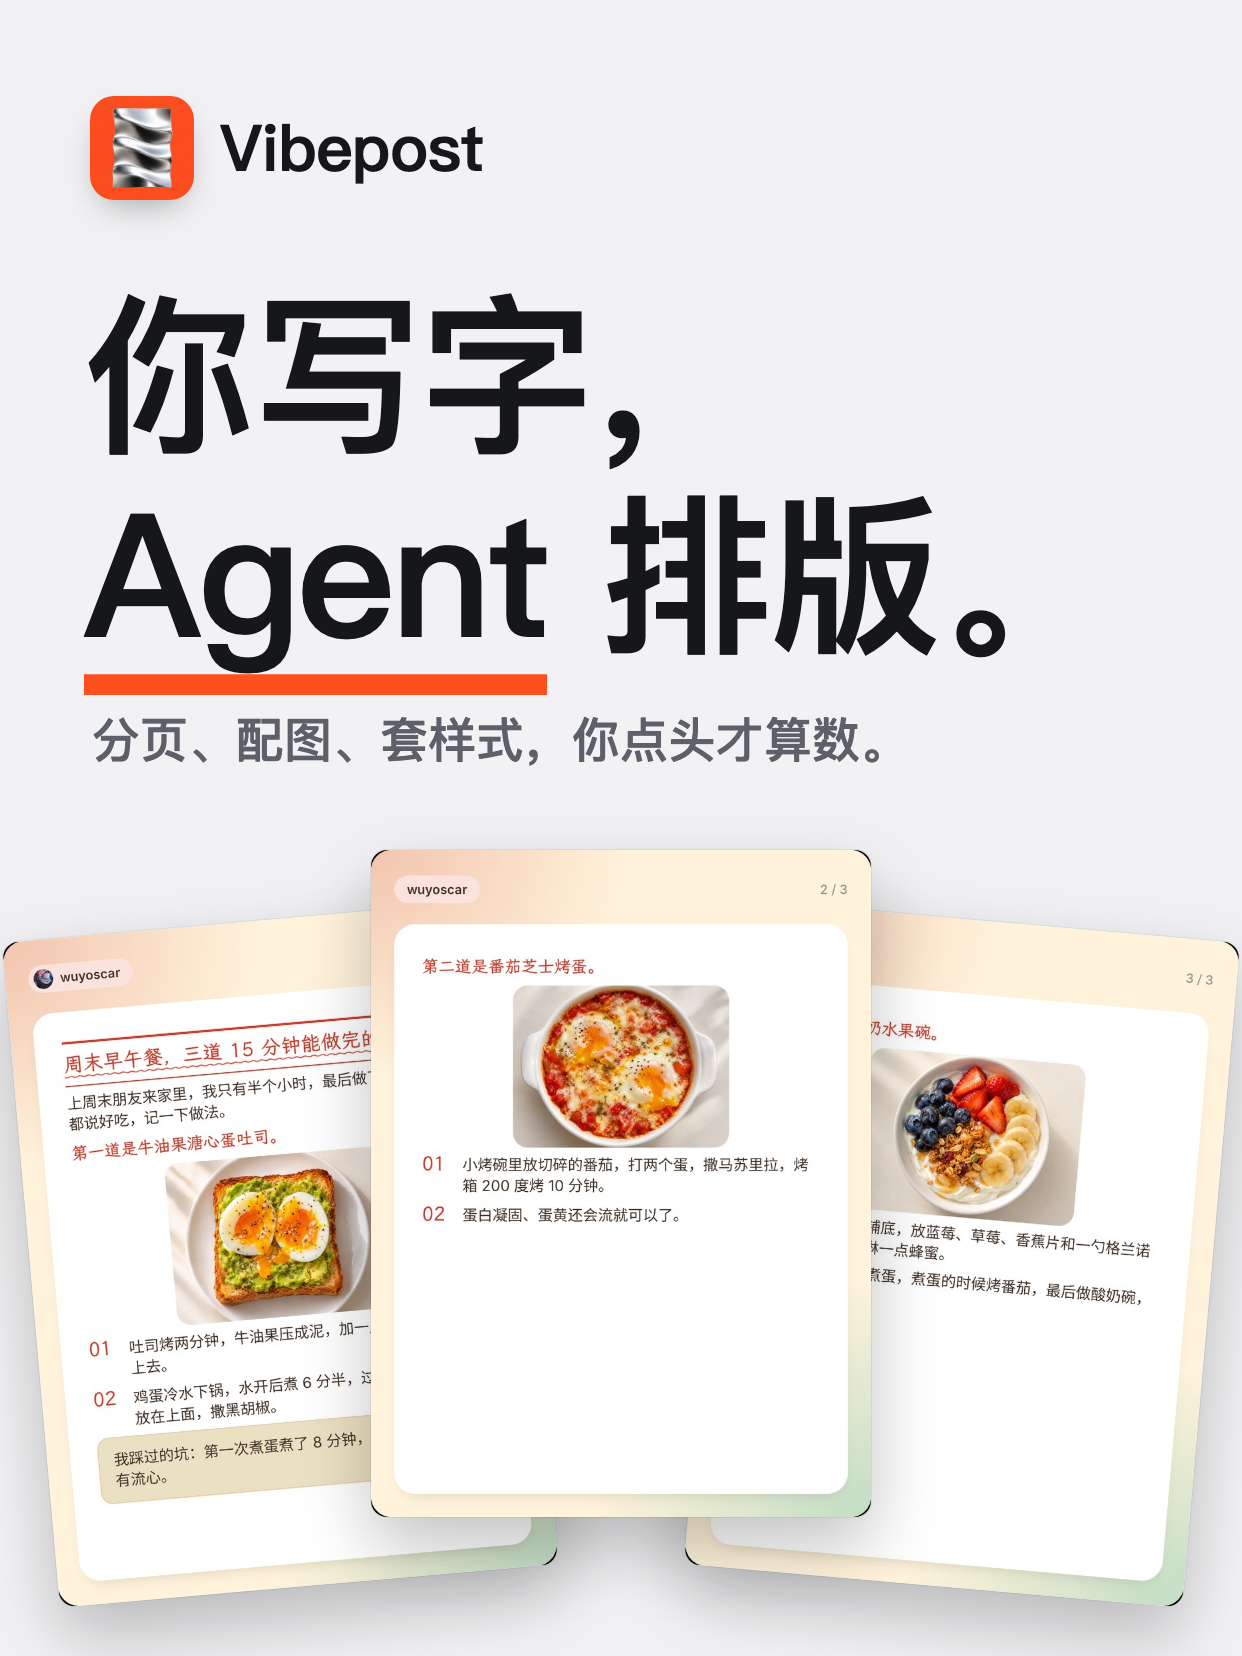 Vibepost
你写字，
Agent 排版。
分页、配图、套样式，你点头才算数。
wuyoscar
周末早午餐，三道 15 分钟能做完的
上周末朋友来家里，我只有半个小时，最后做
都说好吃，记一下做法。
第一道是牛油果溏心蛋吐司。
01 吐司烤两分钟，牛油果压成泥，加一
上去。
02 鸡蛋冷水下锅，水开后煮 6 分半，过
放在上面，撒黑胡椒。
我踩过的坑：第一次煮蛋煮了 8 分钟，
有流心。
wuyoscar
2 / 3
第二道是番茄芝士烤蛋。
01 小烤碗里放切碎的番茄，打两个蛋，撒马苏里拉，烤
箱 200 度烤 10 分钟。
02 蛋白凝固、蛋黄还会流就可以了。
3 / 3
奶水果碗。
铺底，放蓝莓、草莓、香蕉片和一勺格兰诺
淋一点蜂蜜。
煮蛋，煮蛋的时候烤番茄，最后做酸奶碗，